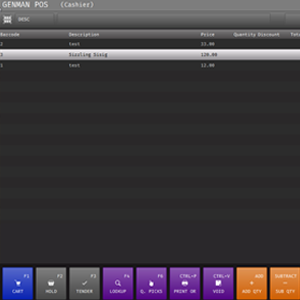 GENMAN POS (Cashier)
DESC
Barcode Description Price Quantity Discount Tot
2 test 33.00
3 Sizzling Sisig 120.00
1 test 12.00
F1 F2 F3 F4 F6 CTRL+P CTRL+V ADD SUBTRACT
CART HOLD TENDER LOOKUP Q. PICKS PRINT OR VOID ADD QTY SUB QTY